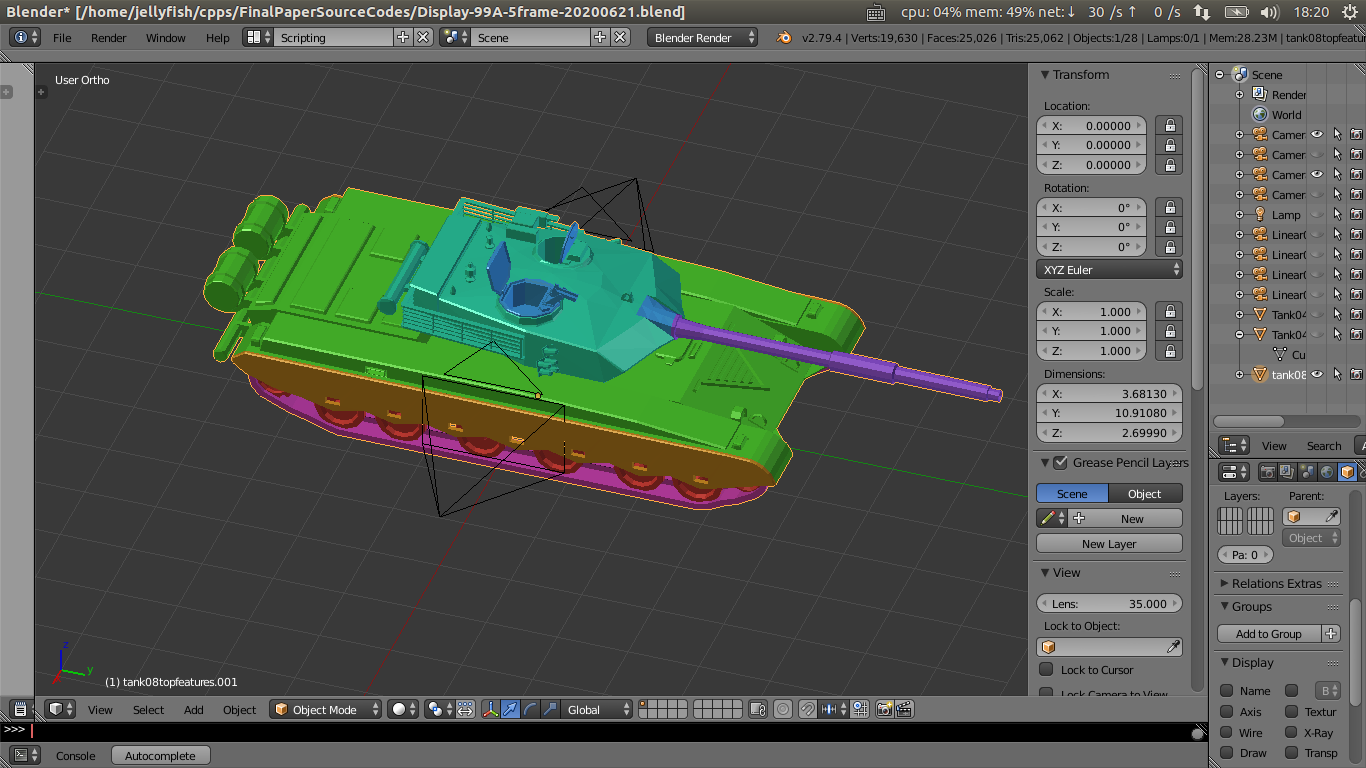 Blender* [/home/jellyfish/cpps/FinalPaperSourceCodes/Display-99A-5frame-20200621.blend]
cpu: 04% mem: 49% net:↓ 30 /s ↑ 0 /s
18:20
File Render Window Help Scripting Scene Blender Render v2.79.4 | Verts:19,630 | Faces:25,026 | Tris:25,062 | Objects:1/28 | Lamps:0/1 | Mem:28.23M | tank08topfeatur
User Ortho
(1) tank08topfeatures.001
z
y
Transform
Location:
X: 0.00000
Y: 0.00000
Z: 0.00000
Rotation:
X: 0°
Y: 0°
Z: 0°
XYZ Euler
Scale:
X: 1.000
Y: 1.000
Z: 1.000
Dimensions:
X: 3.68130
Y: 10.91080
Z: 2.69990
Grease Pencil Layers
Scene Object
New
New Layer
View
Lens: 35.000
Lock to Object:
Lock to Cursor
Lock Camera to View
Scene
Render
World
Camer
Camer
Camer
Camer
Lamp
Linear
Linear
Linear
Linear
Tank04
Tank04
Cu
tank08
View Search
Layers: Parent:
Object
Pa: 0
Relations Extras
Groups
Add to Group
Display
Name B
Axis Textur
Wire X-Ray
Draw Transp
View Select Add Object Object Mode Global
>>>
Console Autocomplete